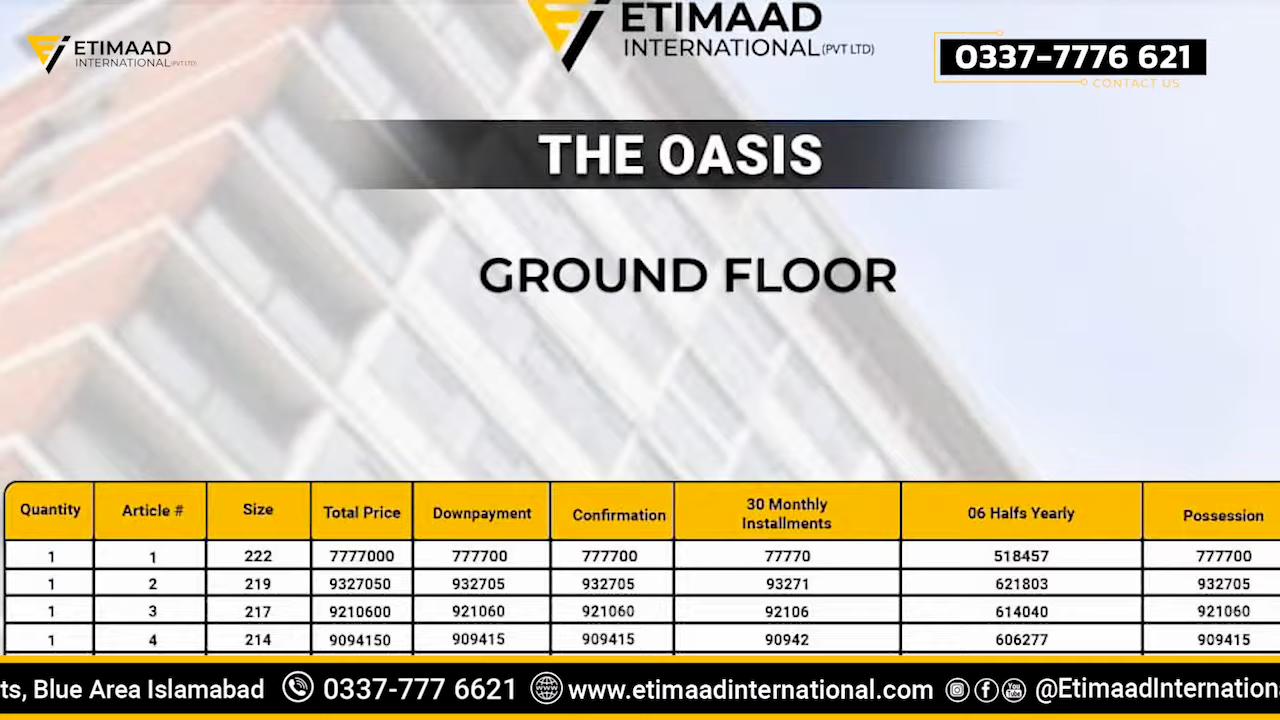 ETIMAAD
INTERNATIONAL (PVT LTD)
ETIMAAD
INTERNATIONAL (PVT LTD)
0337-7776 621
CONTACT US
THE OASIS
GROUND FLOOR
Quantity Article # Size Total Price Downpayment Confirmation 30 Monthly Installments 06 Halfs Yearly Possession
1 1 222 7777000 777700 777700 77770 518457 777700
1 2 219 9327050 932705 932705 93271 621803 932705
1 3 217 9210600 921060 921060 92106 614040 921060
1 4 214 9094150 909415 909415 90942 606277 909415
ts, Blue Area Islamabad 0337-777 6621 www.etimaadinternational.com You Tube @EtimaadInternation